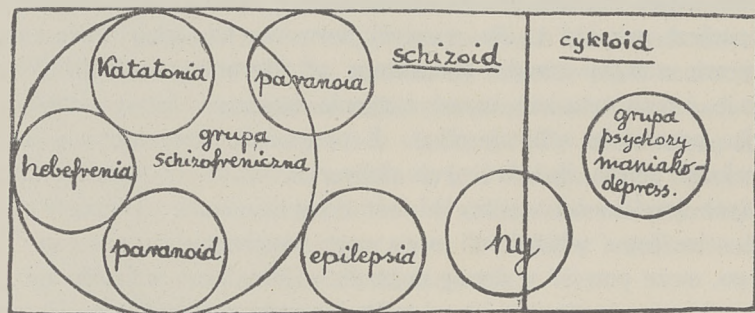 Katatonia
paranoia
schizoid
cykloid
grupa
schizofreniczna
hebefrenia
paranoid
epilepsia
hy
grupa
psychozy
maniako-
depress.